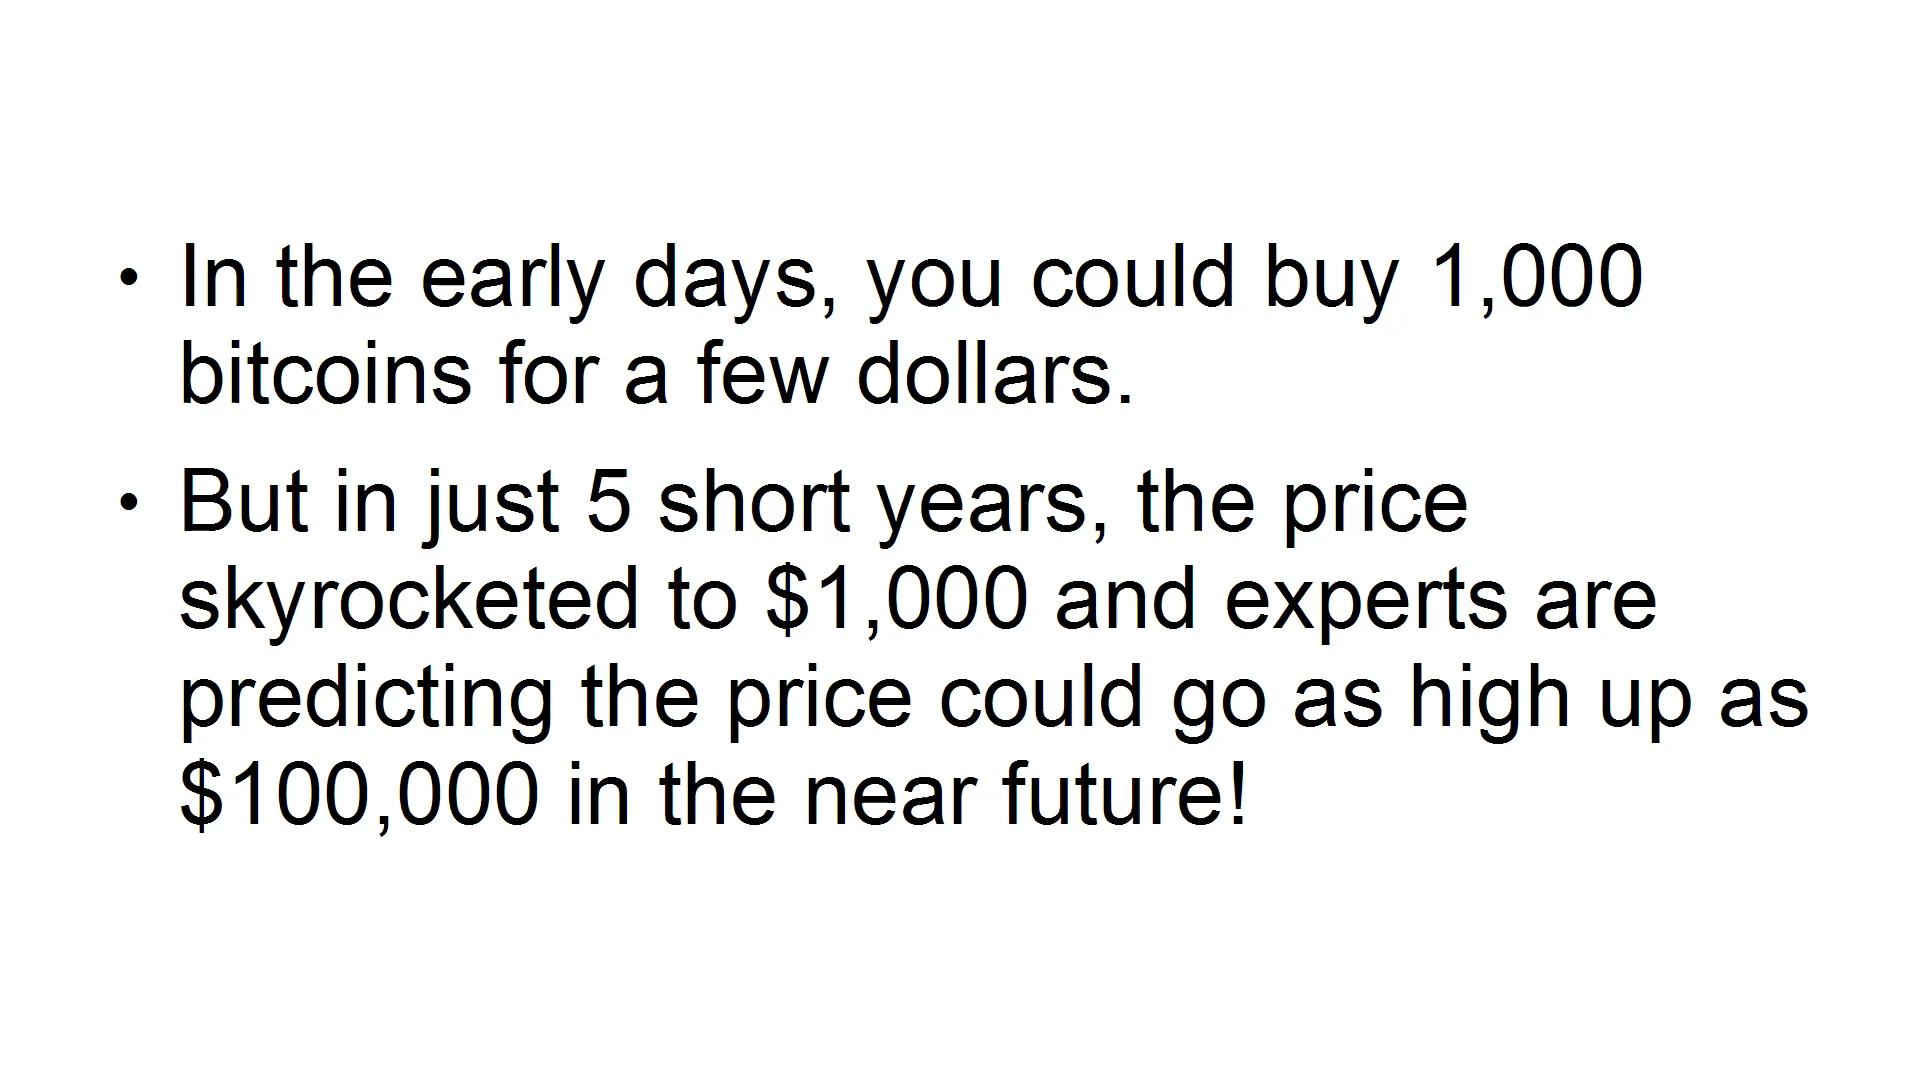 • In the early days, you could buy 1,000
bitcoins for a few dollars.
• But in just 5 short years, the price
skyrocketed to $1,000 and experts are
predicting the price could go as high up as
$100,000 in the near future!